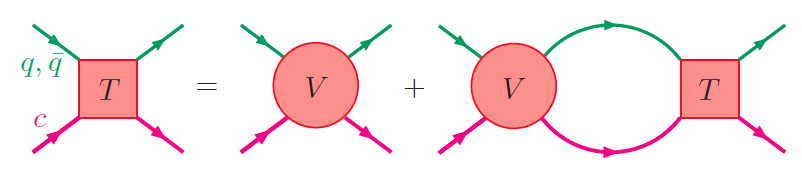 q, q̄
c
T = V + V T